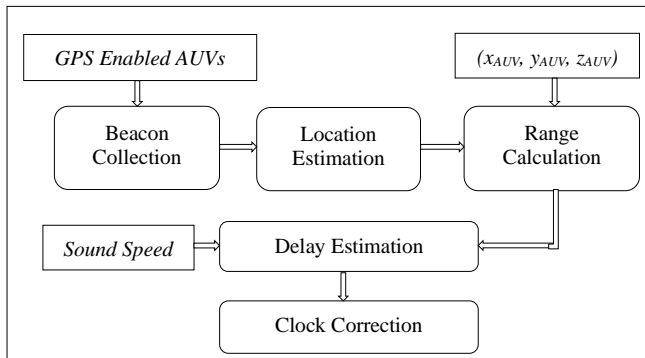 GPS Enabled AUVs
(xAUV, yAUV, zAUV)
Beacon
Collection
Location
Estimation
Range
Calculation
Sound Speed
Delay Estimation
Clock Correction